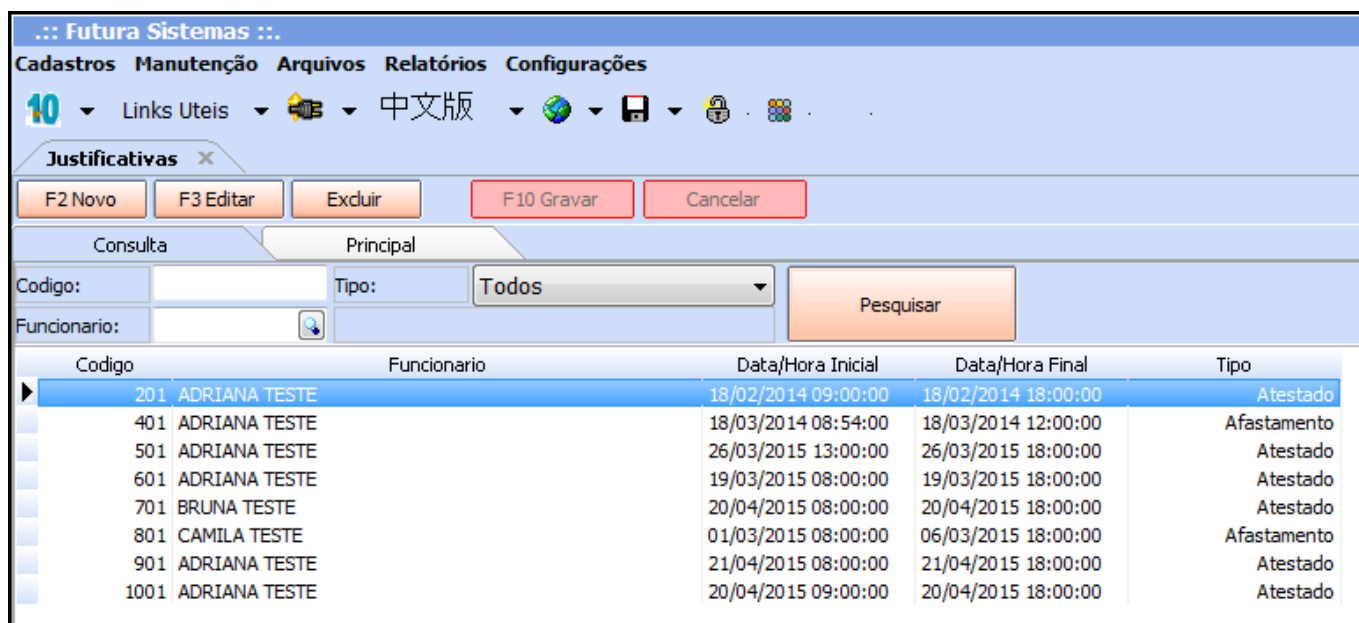 .:: Futura Sistemas ::.
Cadastros Manutenção Arquivos Relatórios Configurações
10 Links Uteis 中文版
Justificativas
F2 Novo F3 Editar Excluir F10 Gravar Cancelar
Consulta Principal
Codigo: Tipo: Todos Pesquisar
Funcionario:
Codigo Funcionario Data/Hora Inicial Data/Hora Final Tipo
201 ADRIANA TESTE 18/02/2014 09:00:00 18/02/2014 18:00:00 Atestado
401 ADRIANA TESTE 18/03/2014 08:54:00 18/03/2014 12:00:00 Afastamento
501 ADRIANA TESTE 26/03/2015 13:00:00 26/03/2015 18:00:00 Atestado
601 ADRIANA TESTE 19/03/2015 08:00:00 19/03/2015 18:00:00 Atestado
701 BRUNA TESTE 20/04/2015 08:00:00 20/04/2015 18:00:00 Atestado
801 CAMILA TESTE 01/03/2015 08:00:00 06/03/2015 18:00:00 Afastamento
901 ADRIANA TESTE 21/04/2015 08:00:00 21/04/2015 18:00:00 Atestado
1001 ADRIANA TESTE 20/04/2015 09:00:00 20/04/2015 18:00:00 Atestado